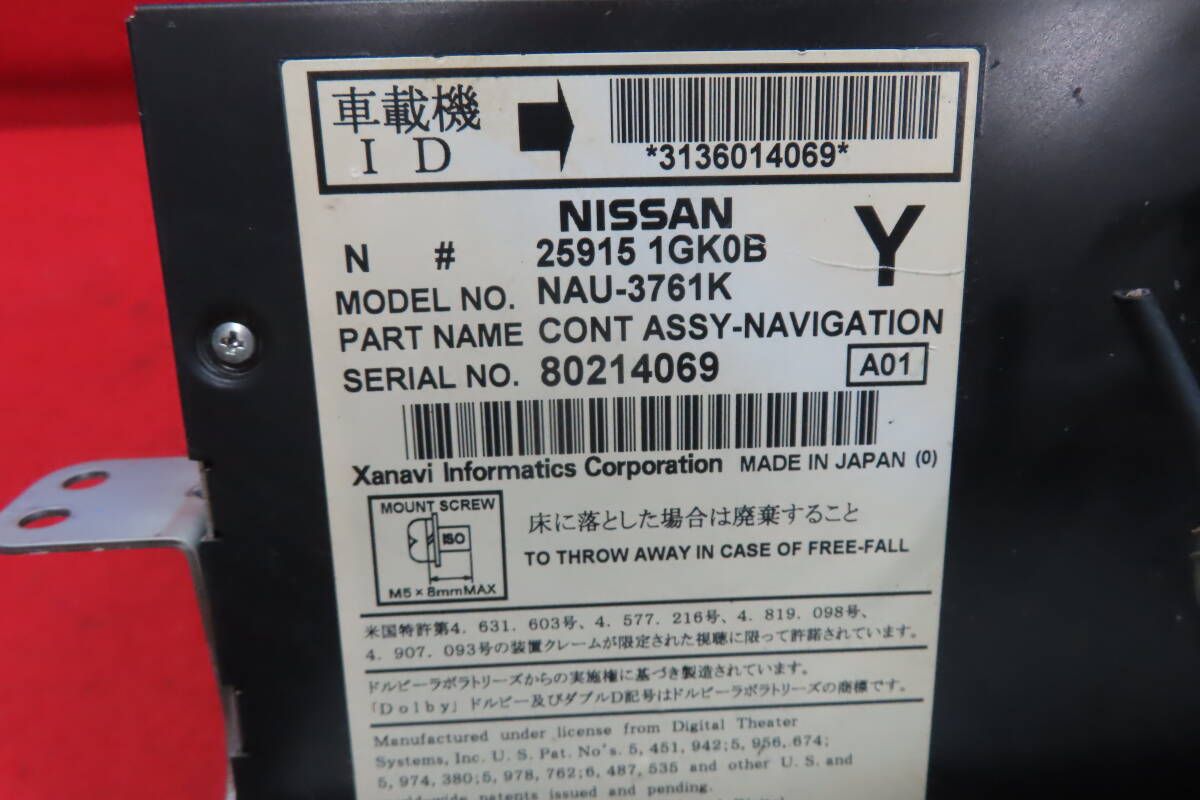 車載機
I D
*3136014069*
NISSAN
N # 25915 1GK0B
Y
MODEL NO. NAU-3761K
PART NAME CONT ASSY-NAVIGATION
SERIAL NO. 80214069
A01
Xanavi Informatics Corporation MADE IN JAPAN (0)
MOUNT SCREW
ISO
M5×8mmMAX
床に落とした場合は廃棄すること
TO THROW AWAY IN CASE OF FREE-FALL
米国特許第4. 631. 603号、4. 577. 216号、4. 819. 098号、
4. 907. 093号の装置クレームが限定された視聴に限って許諾されています。
ドルビーラボラトリーズからの実施権に基づき製造されています。
「Dolby」ドルビー及びダブルD記号はドルビーラボラトリーズの商標です。
Manufactured under license from Digital Theater
Systems, Inc. U. S. Pat. No's. 5, 451, 942; 5, 956, 674;
5, 974, 380; 5, 978, 762; 6, 487, 535 and other U. S. and
patents issued and pending.